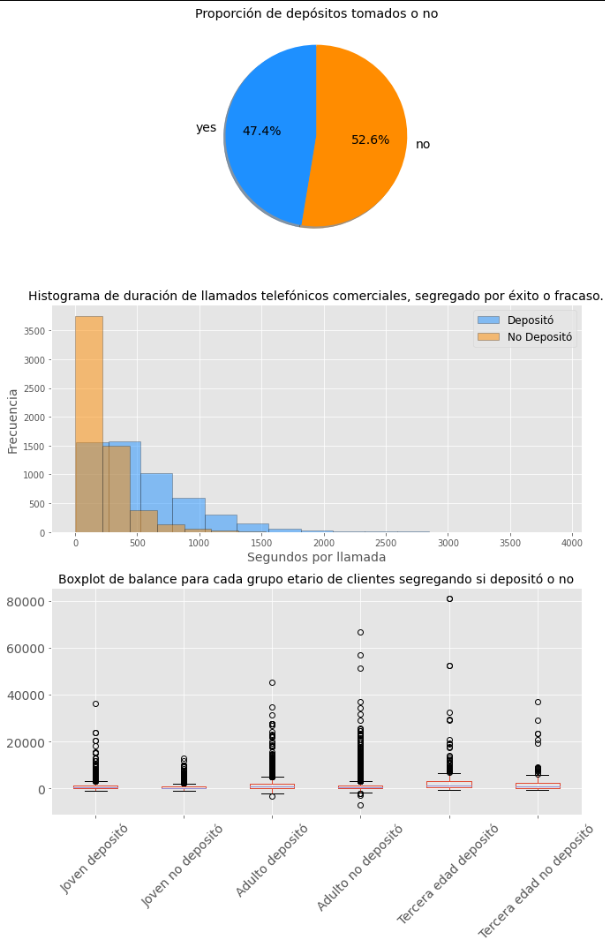 Proporción de depósitos tomados o no
yes
47.4%
52.6%
no
Histograma de duración de llamados telefónicos comerciales, segregado por éxito o fracaso.
Depositó
No Depositó
3500
3000
2500
2000
1500
1000
500
0
Frecuencia
0 500 1000 1500 2000 2500 3000 3500 4000
Segundos por llamada
Boxplot de balance para cada grupo etario de clientes segregando si depositó o no
80000
60000
40000
20000
0
Joven depositó
Joven no depositó
Adulto depositó
Adulto no depositó
Tercera edad depositó
Tercera edad no depositó